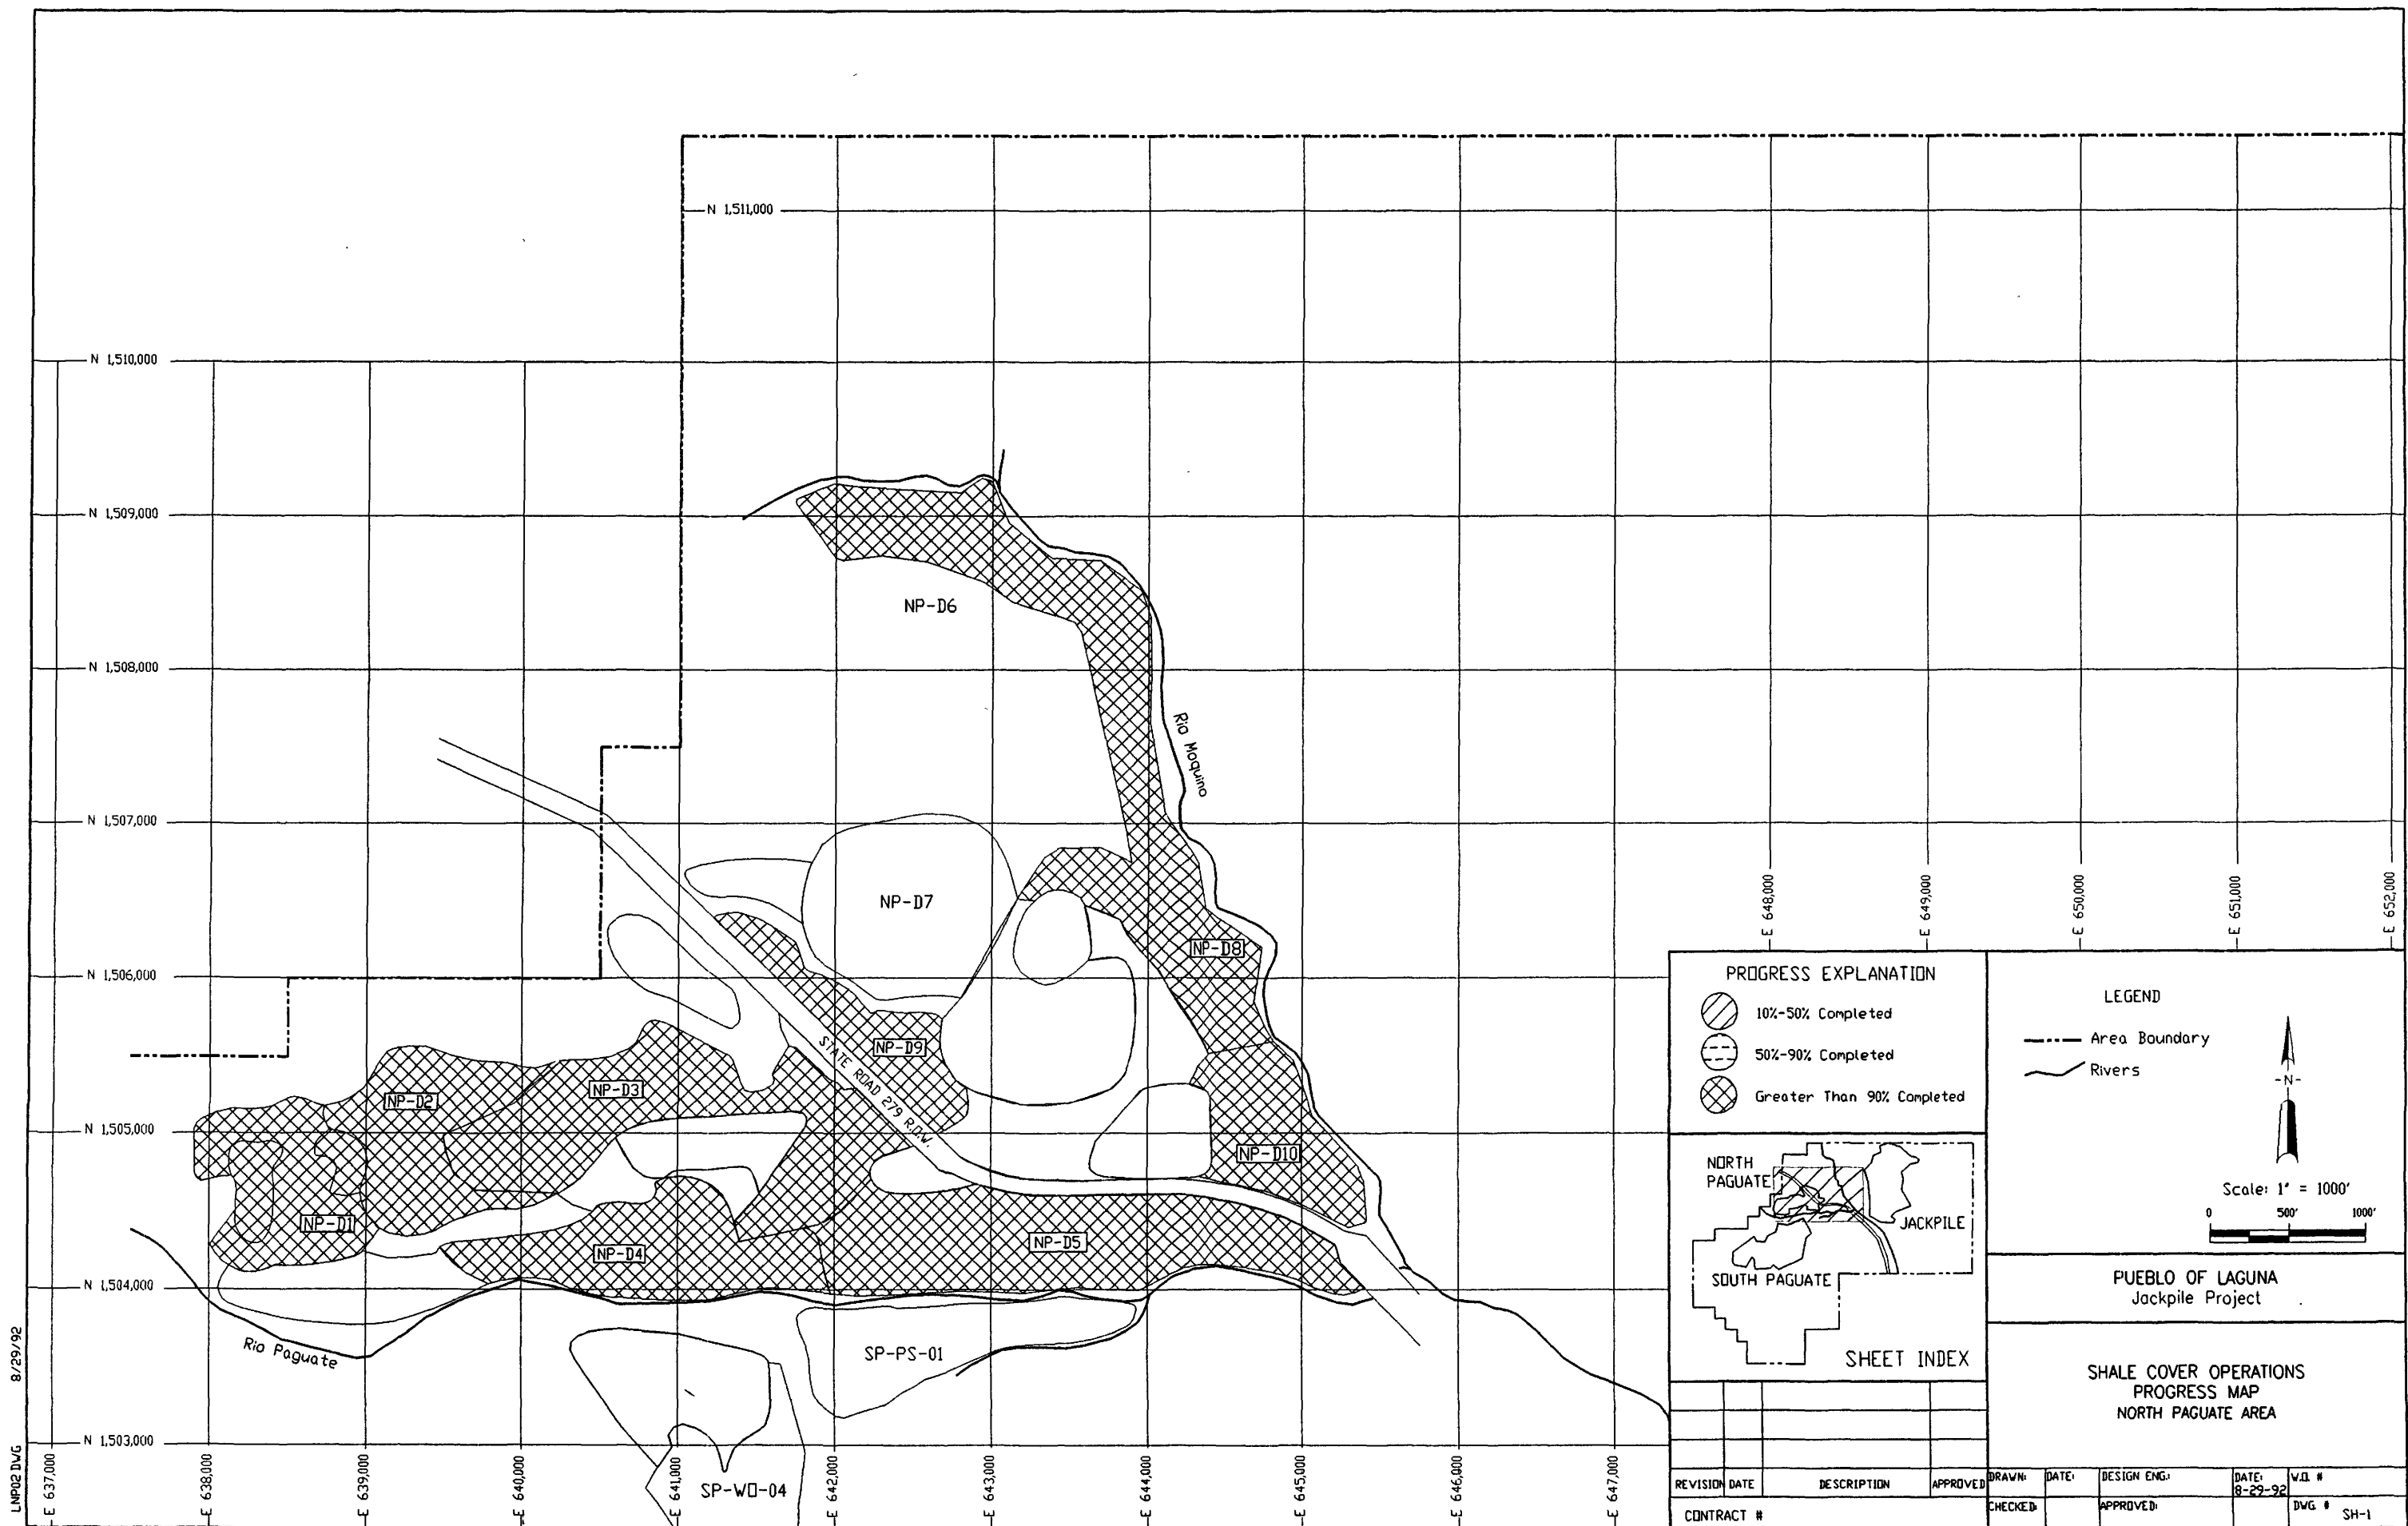 N 1,511,000
N 1,510,000
N 1,509,000
NP-D6
N 1,508,000
Rio Moquino
N 1,507,000
NP-D7
E 648,000
E 649,000
E 650,000
E 651,000
E 652,000
NP-D8
N 1,506,000
NP-D9
STATE ROAD 279 R.O.W.
NP-D3
NP-D2
N 1,505,000
NP-D10
NP-D1
NP-D4
NP-D5
N 1,504,000
Rio Paguate
SP-PS-01
N 1,503,000
SP-WD-04
E 637,000
E 638,000
E 639,000
E 640,000
E 641,000
E 642,000
E 643,000
E 644,000
E 645,000
E 646,000
E 647,000
LNP02 DWG 8/29/92
PROGRESS EXPLANATION
10%-50% Completed
50%-90% Completed
Greater Than 90% Completed
LEGEND
Area Boundary
Rivers
-N-
Scale: 1" = 1000'
0 500' 1000'
NORTH
PAGUATE
JACKPILE
SOUTH PAGUATE
SHEET INDEX
PUEBLO OF LAGUNA
Jackpile Project
SHALE COVER OPERATIONS
PROGRESS MAP
NORTH PAGUATE AREA
REVISION DATE DESCRIPTION APPROVED
CONTRACT #
DRAWN: DATE: DESIGN ENG.: DATE: W.O. #
8-29-92
CHECKED: APPROVED: DWG # SH-1